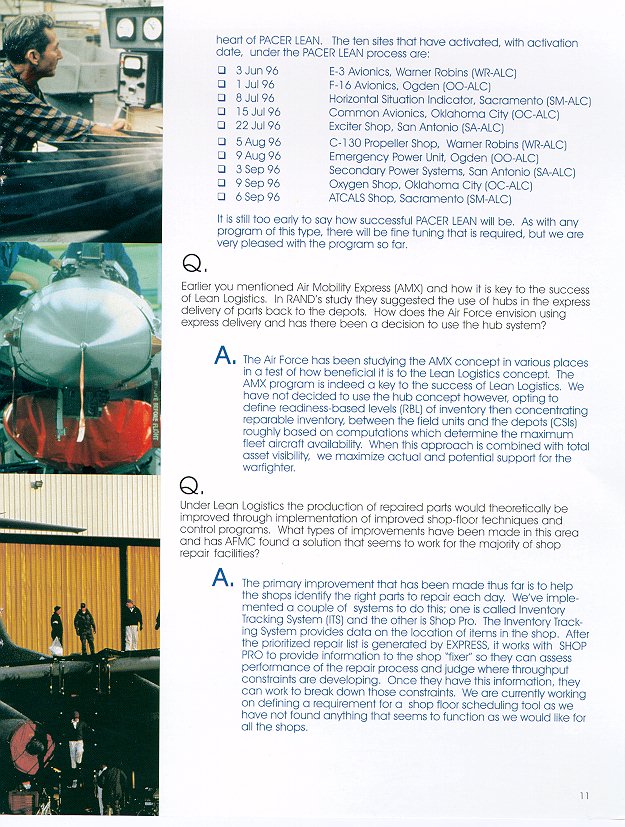 heart of PACER LEAN. The ten sites that have activated, with activation
date, under the PACER LEAN process are:
❑ 3 Jun 96 E-3 Avionics, Warner Robins (WR-ALC)
❑ 1 Jul 96 F-16 Avionics, Ogden (OO-ALC)
❑ 8 Jul 96 Horizontal Situation Indicator, Sacramento (SM-ALC)
❑ 15 Jul 96 Common Avionics, Oklahoma City (OC-ALC)
❑ 22 Jul 96 Exciter Shop, San Antonio (SA-ALC)
❑ 5 Aug 96 C-130 Propeller Shop, Warner Robins (WR-ALC)
❑ 9 Aug 96 Emergency Power Unit, Ogden (OO-ALC)
❑ 3 Sep 96 Secondary Power Systems, San Antonio (SA-ALC)
❑ 9 Sep 96 Oxygen Shop, Oklahoma City (OC-ALC)
❑ 6 Sep 96 ATCALS Shop, Sacramento (SM-ALC)
It is still too early to say how successful PACER LEAN will be. As with any
program of this type, there will be fine tuning that is required, but we are
very pleased with the program so far.
Q.
Earlier you mentioned Air Mobility Express (AMX) and how it is key to the success
of Lean Logistics. In RAND's study they suggested the use of hubs in the express
delivery of parts back to the depots. How does the Air Force envision using
express delivery and has there been a decision to use the hub system?
A. The Air Force has been studying the AMX concept in various places
in a test of how beneficial it is to the Lean Logistics concept. The
AMX program is indeed a key to the success of Lean Logistics. We
have not decided to use the hub concept however, opting to
define readiness-based levels (RBL) of inventory then concentrating
reparable inventory, between the field units and the depots (CSIs)
roughly based on computations which determine the maximum
fleet aircraft availability. When this approach is combined with total
asset visibility, we maximize actual and potential support for the
warfighter.
Q.
Under Lean Logistics the production of repaired parts would theoretically be
improved through implementation of improved shop-floor techniques and
control programs. What types of improvements have been made in this area
and has AFMC found a solution that seems to work for the majority of shop
repair facilities?
A. The primary improvement that has been made thus far is to help
the shops identify the right parts to repair each day. We've imple-
mented a couple of systems to do this; one is called Inventory
Tracking System (ITS) and the other is Shop Pro. The Inventory Track-
ing System provides data on the location of items in the shop. After
the prioritized repair list is generated by EXPRESS, it works with SHOP
PRO to provide information to the shop "fixer" so they can assess
performance of the repair process and judge where throughput
constraints are developing. Once they have this information, they
can work to break down those constraints. We are currently working
on defining a requirement for a shop floor scheduling tool as we
have not found anything that seems to function as we would like for
all the shops.
11